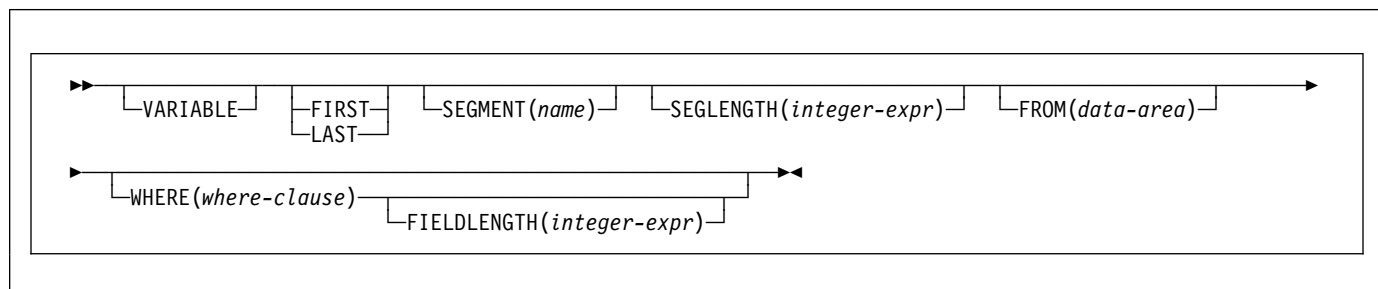 VARIABLE FIRST SEGMENT(name) SEGLENGTH(integer-expr) FROM(data-area)
LAST
WHERE(where-clause)
FIELDLENGTH(integer-expr)